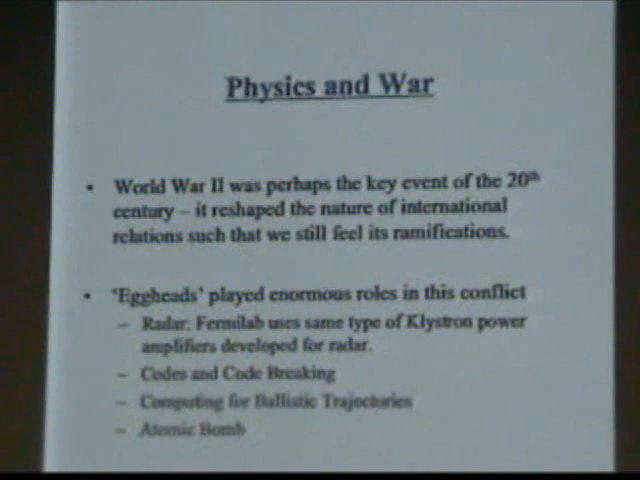 Physics and War
• World War II was perhaps the key event of the 20th
century – it reshaped the nature of international
relations such that we still feel its ramifications.
• 'Eggheads' played enormous roles in this conflict
– Radar: Fermilab uses same type of Klystron power
amplifiers developed for radar.
– Codes and Code Breaking
– Computing for Ballistic Trajectories
– Atomic Bomb